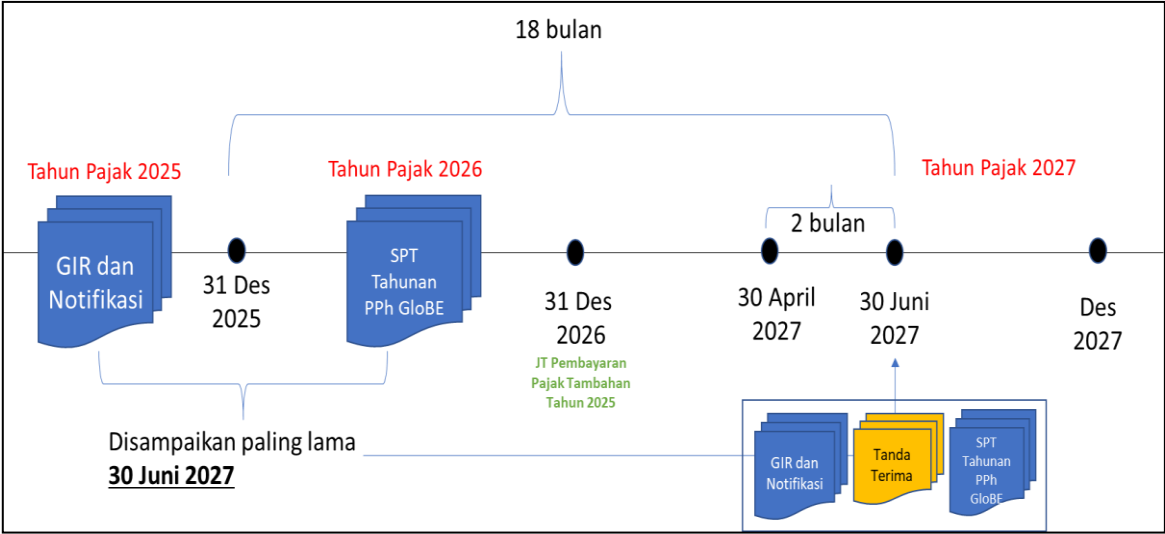 18 bulan
Tahun Pajak 2025
Tahun Pajak 2026
Tahun Pajak 2027
2 bulan
GIR dan
Notifikasi
31 Des
2025
SPT
Tahunan
PPh GloBE
31 Des
2026
JT Pembayaran
Pajak Tambahan
Tahun 2025
30 April
2027
30 Juni
2027
Des
2027
Disampaikan paling lama
30 Juni 2027
GIR dan
Notifikasi
Tanda
Terima
SPT
Tahunan
PPh
GloBE